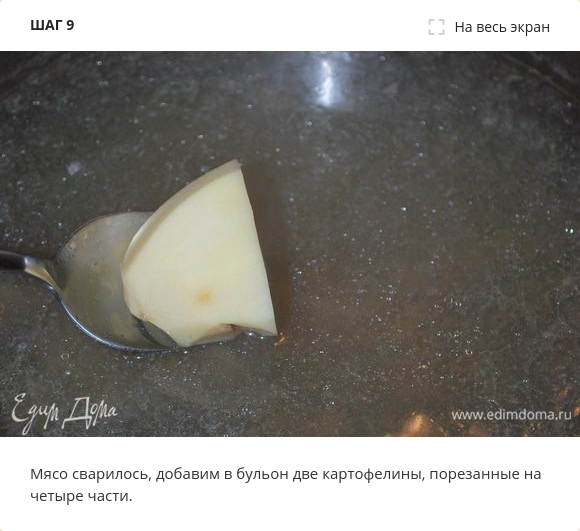 ШАГ 9
На весь экран
Едим Дома
www.edimdoma.ru
Мясо сварилось, добавим в бульон две картофелины, порезанные на
четыре части.